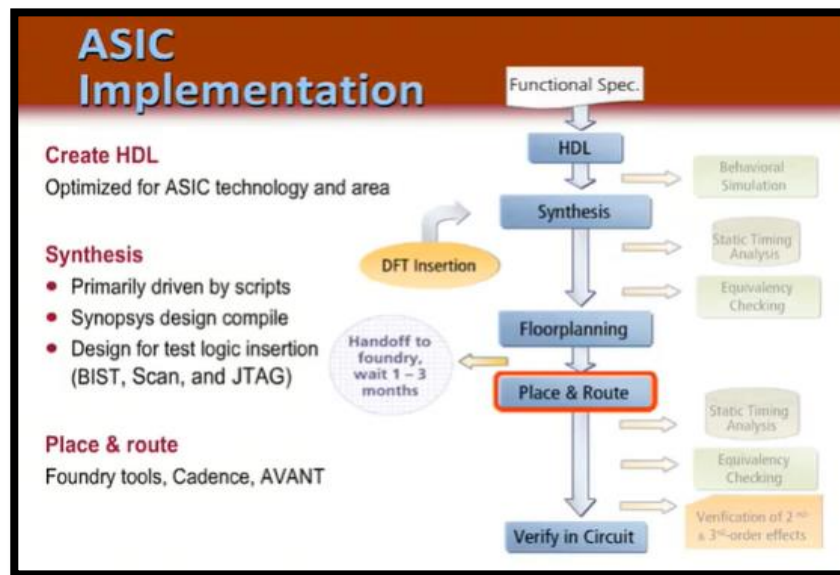 ASIC
Implementation
Create HDL
Optimized for ASIC technology and area
Synthesis
• Primarily driven by scripts
• Synopsys design compile
• Design for test logic insertion
(BIST, Scan, and JTAG)
Place & route
Foundry tools, Cadence, AVANT
Functional Spec.
HDL
Behavioral
Simulation
Synthesis
Static Timing
Analysis
DFT Insertion
Equivalency
Checking
Floorplanning
Handoff to
foundry,
wait 1 – 3
months
Place & Route
Static Timing
Analysis
Equivalency
Checking
Verification of 2 nd
& 3rd-order effects
Verify in Circuit